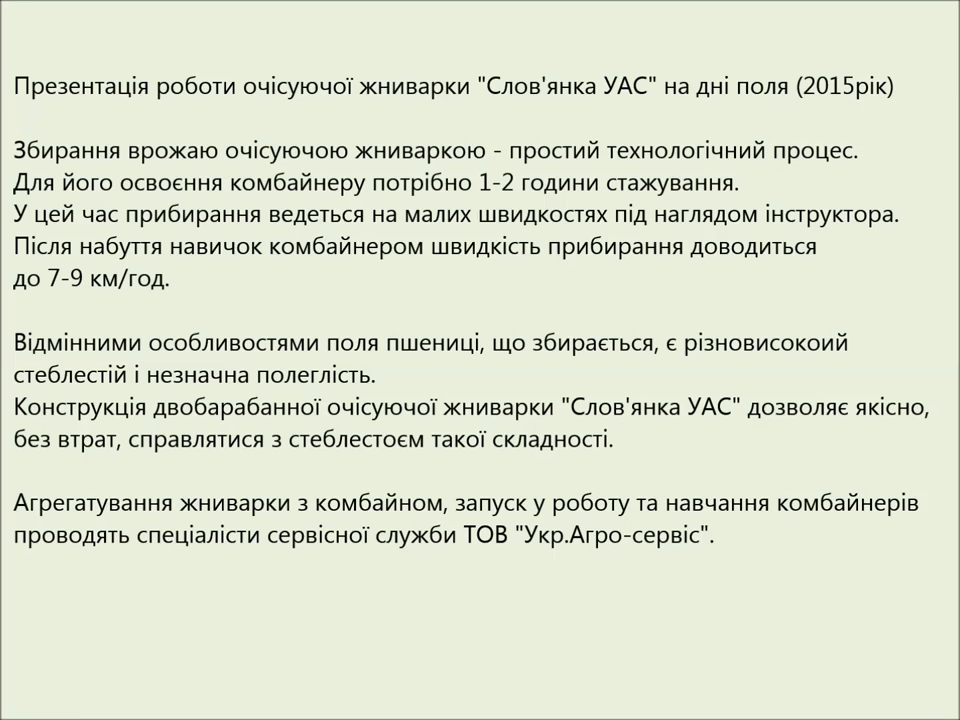 Презентація роботи очісуючої жниварки "Слов'янка УАС" на дні поля (2015рік)
Збирання врожаю очісуючою жниваркою - простий технологічний процес.
Для його освоєння комбайнеру потрібно 1-2 години стажування.
У цей час прибирання ведеться на малих швидкостях під наглядом інструктора.
Після набуття навичок комбайнером швидкість прибирання доводиться
до 7-9 км/год.
Відмінними особливостями поля пшениці, що збирається, є різновисокоий
стеблестій і незначна полеглість.
Конструкція двобарабанної очісуючої жниварки "Слов'янка УАС" дозволяє якісно,
без втрат, справлятися з стеблестоєм такої складності.
Агрегатування жниварки з комбайном, запуск у роботу та навчання комбайнерів
проводять спеціалісти сервісної служби ТОВ "Укр.Агро-сервіс".